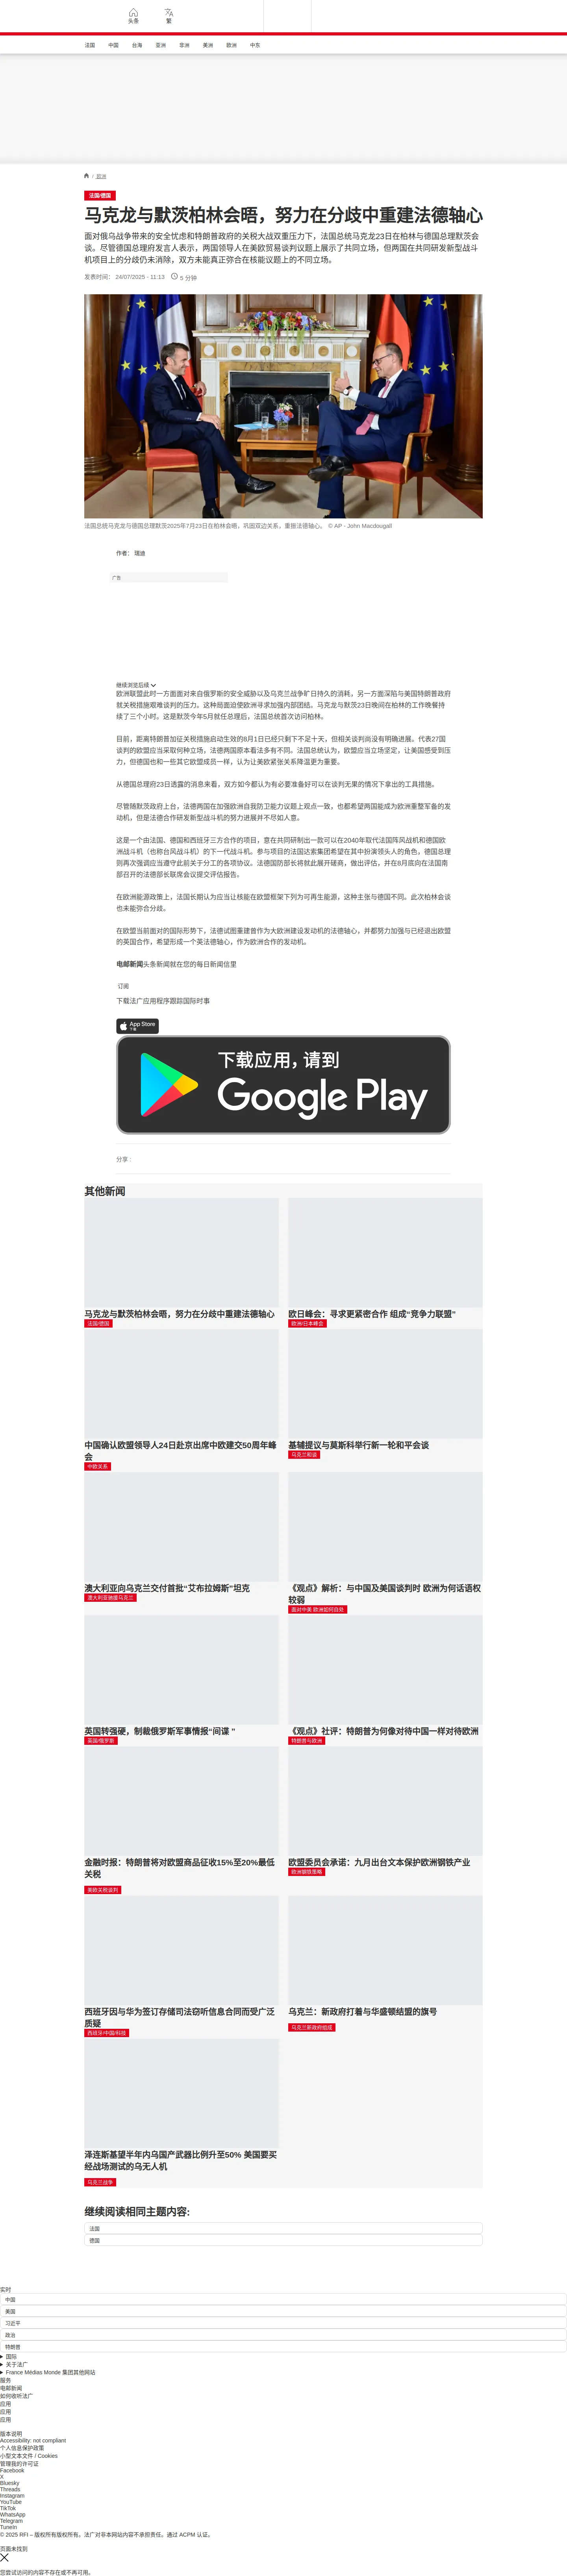 头条
繁
法国 中国 台海 亚洲 非洲 美洲 欧洲 中东
/ 欧洲
法国/德国
马克龙与默茨柏林会晤，努力在分歧中重建法德轴心
面对俄乌战争带来的安全忧虑和特朗普政府的关税大战双重压力下，法国总统马克龙23日在柏林与德国总理默茨会
谈。尽管德国总理府发言人表示，两国领导人在美欧贸易谈判议题上展示了共同立场，但两国在共同研发新型战斗
机项目上的分歧仍未消除，双方未能真正弥合在核能议题上的不同立场。
发表时间： 24/07/2025 - 11:13 5 分钟
法国总统马克龙与德国总理默茨2025年7月23日在柏林会晤，巩固双边关系，重振法德轴心。 © AP - John Macdougall
作者： 瑞迪
广告
继续浏览后续
欧洲联盟此时一方面面对来自俄罗斯的安全威胁以及乌克兰战争旷日持久的消耗，另一方面深陷与美国特朗普政府
就关税措施艰难谈判的压力。这种局面迫使欧洲寻求加强内部团结。马克龙与默茨23日晚间在柏林的工作晚餐持
续了三个小时。这是默茨今年5月就任总理后，法国总统首次访问柏林。
目前，距离特朗普加征关税措施启动生效的8月1日已经只剩下不足十天，但相关谈判尚没有明确进展。代表27国
谈判的欧盟应当采取何种立场，法德两国原本看法多有不同。法国总统认为，欧盟应当立场坚定，让美国感受到压
力，但德国也和一些其它欧盟成员一样，认为让美欧紧张关系降温更为重要。
从德国总理府23日透露的消息来看，双方如今都认为有必要准备好可以在谈判无果的情况下拿出的工具措施。
尽管随默茨政府上台，法德两国在加强欧洲自我防卫能力议题上观点一致，也都希望两国能成为欧洲重整军备的发
动机，但是法德合作研发新型战斗机的努力进展并不尽如人意。
这是一个由法国、德国和西班牙三方合作的项目，意在共同研制出一款可以在2040年取代法国阵风战机和德国欧
洲战斗机（也称台风战斗机）的下一代战斗机。参与项目的法国达索集团希望在其中扮演领头人的角色，德国总理
则再次强调应当遵守此前关于分工的各项协议。法德国防部长将就此展开磋商，做出评估，并在8月底向在法国南
部召开的法德部长联席会议提交评估报告。
在欧洲能源政策上，法国长期认为应当让核能在欧盟框架下列为可再生能源，这种主张与德国不同。此次柏林会谈
也未能弥合分歧。
在欧盟当前面对的国际形势下，法德试图重建曾作为大欧洲建设发动机的法德轴心，并都努力加强与已经退出欧盟
的英国合作，希望形成一个英法德轴心，作为欧洲合作的发动机。
电邮新闻头条新闻就在您的每日新闻信里
订阅
下载法广应用程序跟踪国际时事
App Store
下载
下载应用，请到
Google Play
分享 :
其他新闻
马克龙与默茨柏林会晤，努力在分歧中重建法德轴心
法国/德国
欧日峰会：寻求更紧密合作 组成“竞争力联盟”
欧洲/日本峰会
中国确认欧盟领导人24日赴京出席中欧建交50周年峰
会
中欧关系
基辅提议与莫斯科举行新一轮和平会谈
乌克兰和谈
澳大利亚向乌克兰交付首批“艾布拉姆斯”坦克
澳大利亚驰援乌克兰
《观点》解析：与中国及美国谈判时 欧洲为何话语权
较弱
面对中美 欧洲如何自处
英国转强硬，制裁俄罗斯军事情报“间谍 ”
英国/俄罗斯
《观点》社评：特朗普为何像对待中国一样对待欧洲
特朗普与欧洲
金融时报：特朗普将对欧盟商品征收15%至20%最低
关税
美欧关税谈判
欧盟委员会承诺：九月出台文本保护欧洲钢铁产业
欧洲钢铁策略
西班牙因与华为签订存储司法窃听信息合同而受广泛
质疑
西班牙/中国/科技
乌克兰：新政府打着与华盛顿结盟的旗号
乌克兰新政府组成
泽连斯基望半年内乌国产武器比例升至50% 美国要买
经战场测试的乌无人机
乌克兰战争
继续阅读相同主题内容:
法国
德国
实时
中国
美国
习近平
政治
特朗普
国际
关于法广
France Médias Monde 集团其他网站
服务
电邮新闻
如何收听法广
应用
应用
应用
版本说明
Accessibility: not compliant
个人信息保护政策
小型文本文件 / Cookies
管理我的许可证
Facebook
X
Bluesky
Threads
Instagram
YouTube
TikTok
WhatsApp
Telegram
TuneIn
© 2025 RFI – 版权所有版权所有。法广对非本网站内容不承担责任。通过 ACPM 认证。
页面未找到
您尝试访问的内容不存在或不再可用。